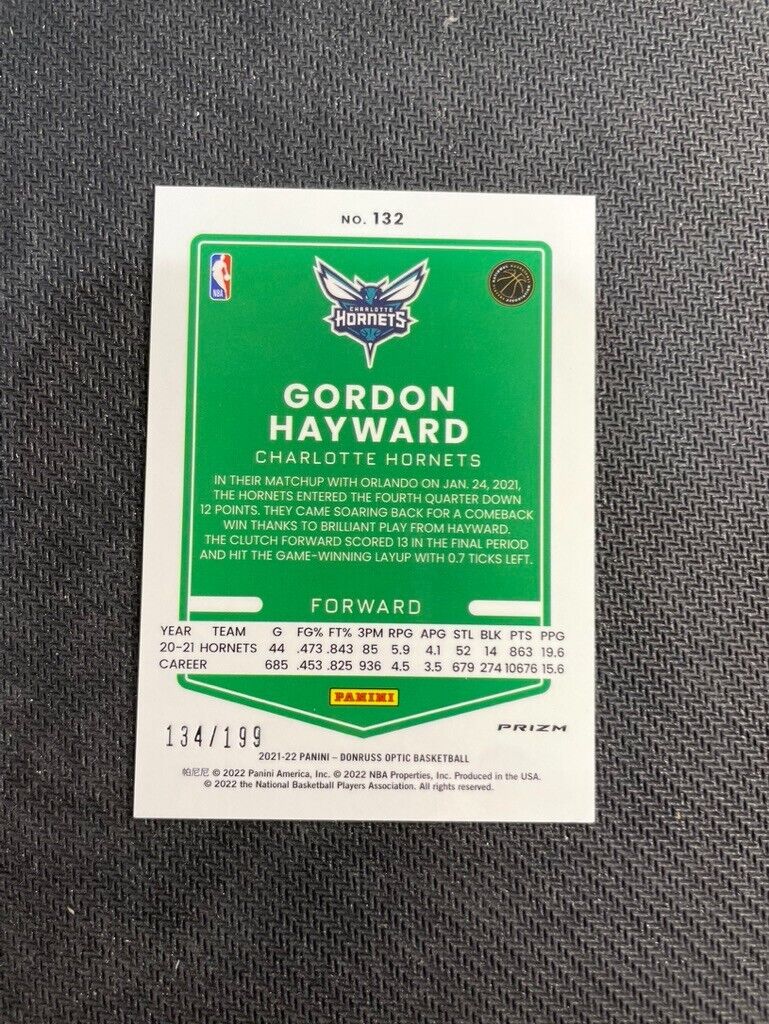 NO. 132
NBA
CHARLOTTE
HORNETS
GORDON
HAYWARD
CHARLOTTE HORNETS
IN THEIR MATCHUP WITH ORLANDO ON JAN. 24, 2021,
THE HORNETS ENTERED THE FOURTH QUARTER DOWN
12 POINTS. THEY CAME SOARING BACK FOR A COMEBACK
WIN THANKS TO BRILLIANT PLAY FROM HAYWARD.
THE CLUTCH FORWARD SCORED 13 IN THE FINAL PERIOD
AND HIT THE GAME-WINNING LAYUP WITH 0.7 TICKS LEFT.
FORWARD
YEAR TEAM G FG% FT% 3PM RPG APG STL BLK PTS PPG
20-21 HORNETS 44 .473 .843 85 5.9 4.1 52 14 863 19.6
CAREER 685 .453 .825 936 4.5 3.5 679 274 10676 15.6
PANINI
134/199
PRIZM
2021-22 PANINI – DONRUSS OPTIC BASKETBALL
帕尼尼 © 2022 Panini America, Inc. © 2022 NBA Properties, Inc. Produced in the USA.
© 2022 the National Basketball Players Association. All rights reserved.